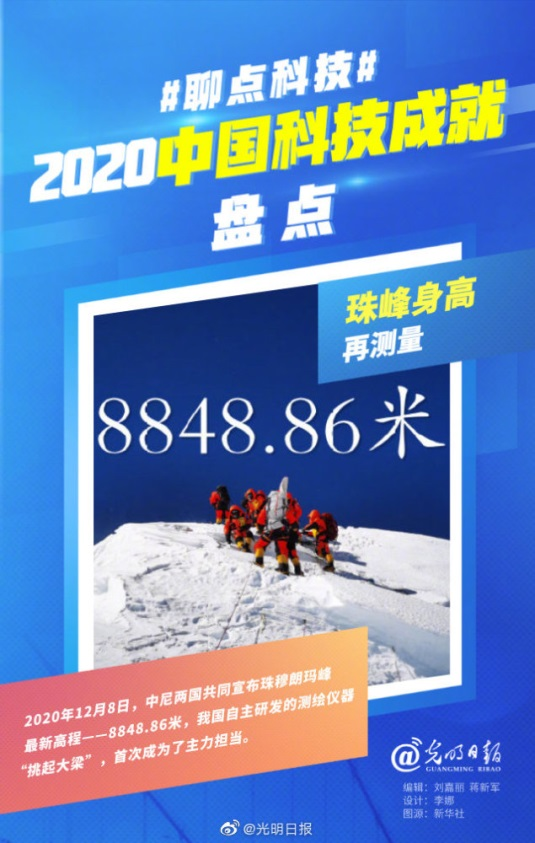 #聊点科技#
2020中国科技成就
盘点
珠峰身高
再测量
8848.86米
2020年12月8日，中尼两国共同宣布珠穆朗玛峰
最新高程——8848.86米，我国自主研发的测绘仪器
“挑起大梁”，首次成为了主力担当。
@光明日报
GUANGMING RIBAO
编辑：刘嘉丽 蒋新军
设计：李娜
图源：新华社
@光明日报